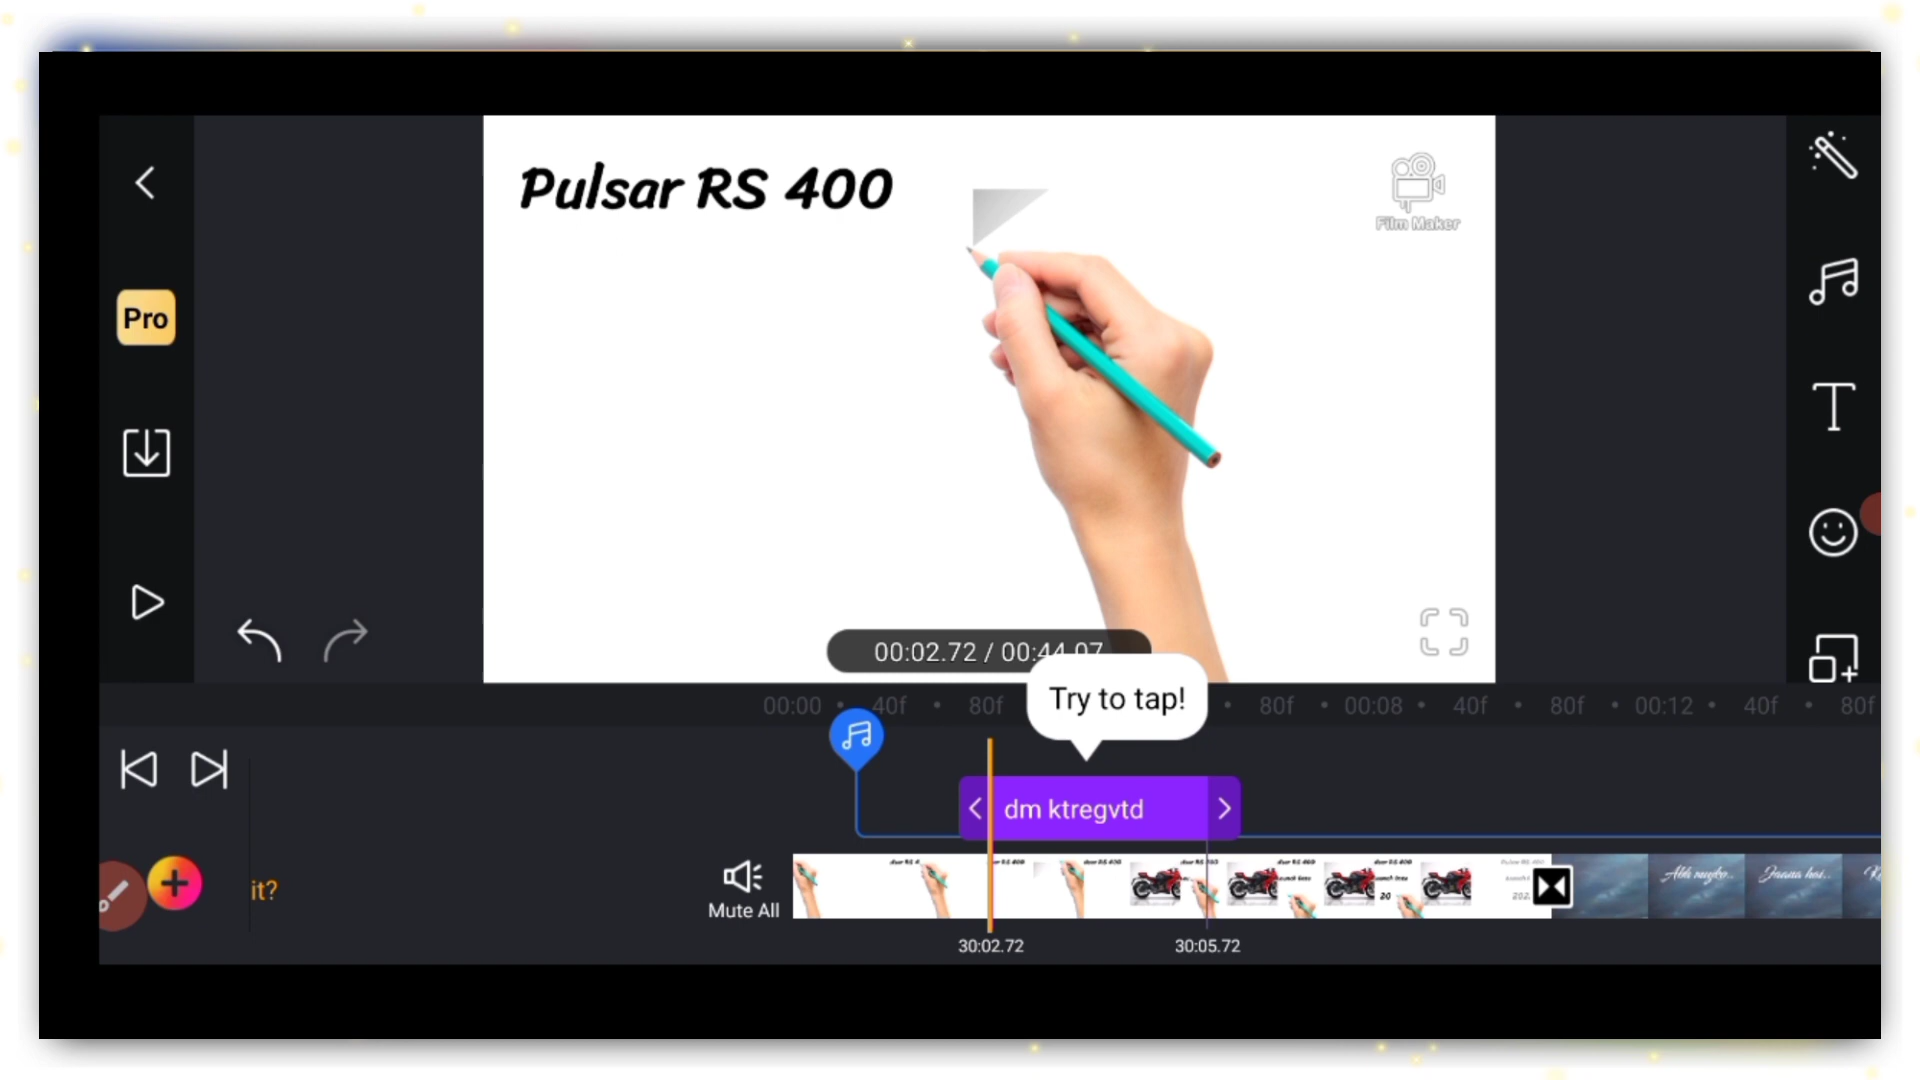 Pulsar RS 400
Film Maker
Pro
00:02.72 / 00:44.07
Try to tap!
00:00 40f 80f 80f 00:08 40f 80f 00:12 40f 80f
dm ktregvtd
it?
Mute All
30:02.72 30:05.72